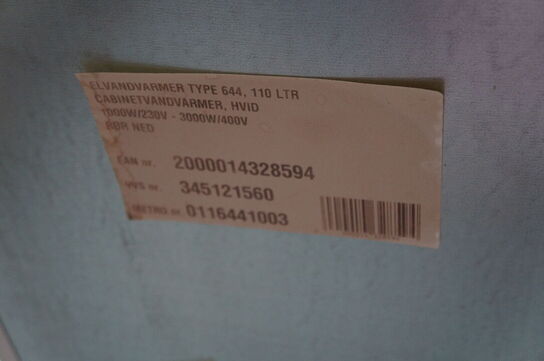 ELVANDVARMER TYPE 644, 110 LTR
CABINETVANDVARMER, HVID
1000W/230V - 3000W/400V
RØR NED
EAN nr. 2000014328594
VVS nr. 345121560
METRO nr. 0116441003